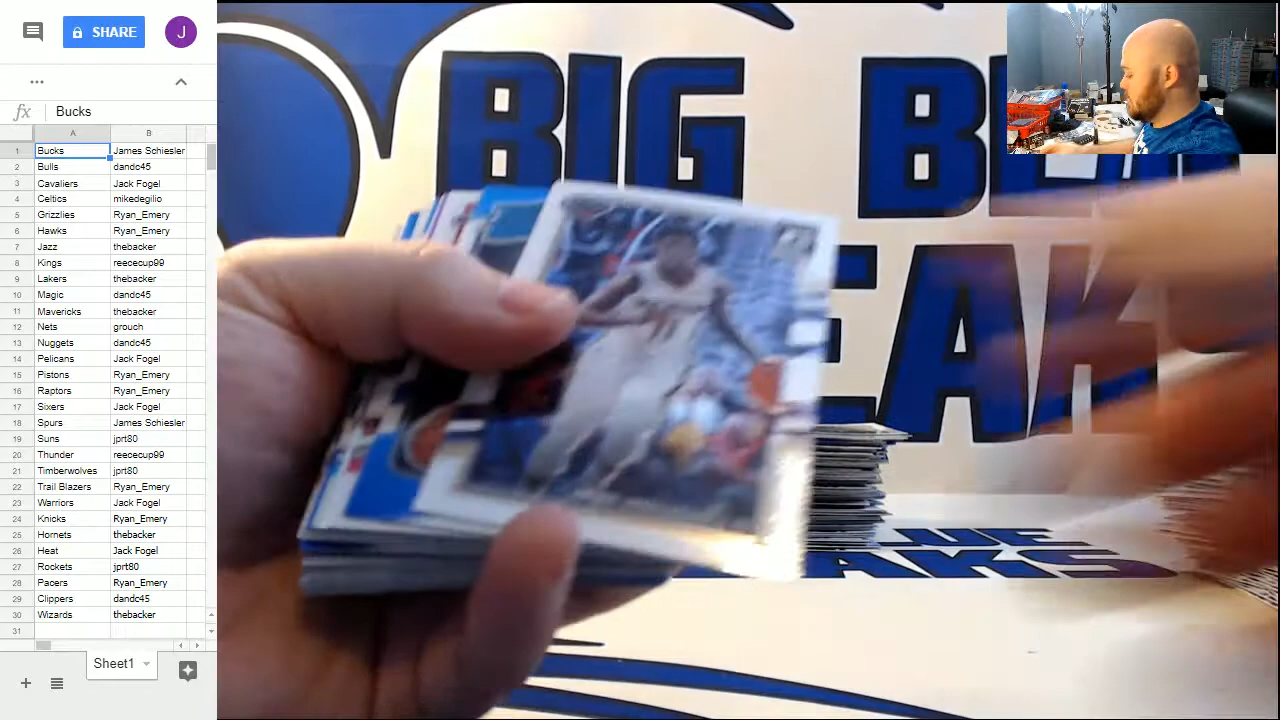 SHARE
J
...
fx Bucks
A B
1 Bucks James Schiesler
2 Bulls dandc45
3 Cavaliers Jack Fogel
4 Celtics mikedegilio
5 Grizzlies Ryan_Emery
6 Hawks Ryan_Emery
7 Jazz thebacker
8 Kings reececup99
9 Lakers thebacker
10 Magic dandc45
11 Mavericks thebacker
12 Nets grouch
13 Nuggets dandc45
14 Pelicans Jack Fogel
15 Pistons Ryan_Emery
16 Raptors Ryan_Emery
17 Sixers Jack Fogel
18 Spurs James Schiesler
19 Suns jprt80
20 Thunder reececup99
21 Timberwolves jprt80
22 Trail Blazers Ryan_Emery
23 Warriors Jack Fogel
24 Knicks Ryan_Emery
25 Hornets thebacker
26 Heat Jack Fogel
27 Rockets jprt80
28 Pacers Ryan_Emery
29 Clippers dandc45
30 Wizards thebacker
31
Sheet1
BIG BL
EAK
UE
EAKS